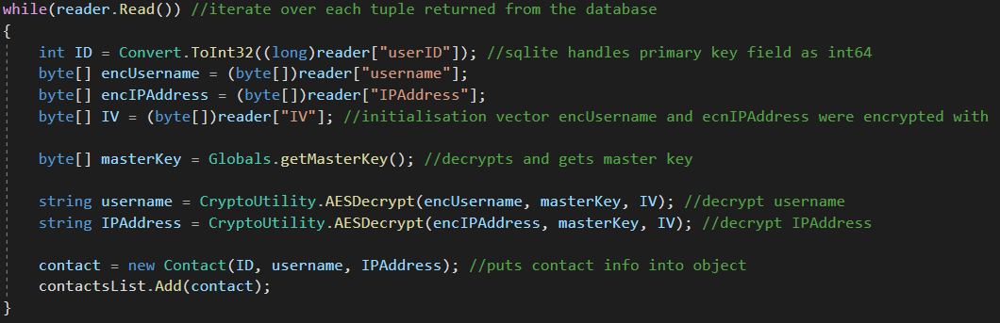 while(reader.Read()) //iterate over each tuple returned from the database
{
int ID = Convert.ToInt32((long)reader["userID"]); //sqlite handles primary key field as int64
byte[] encUsername = (byte[])reader["username"];
byte[] encIPAddress = (byte[])reader["IPAddress"];
byte[] IV = (byte[])reader["IV"]; //initialisation vector encUsername and ecnIPAddress were encrypted with
byte[] masterKey = Globals.getMasterKey(); //decrypts and gets master key
string username = CryptoUtility.AESDecrypt(encUsername, masterKey, IV); //decrypt username
string IPAddress = CryptoUtility.AESDecrypt(encIPAddress, masterKey, IV); //decrypt IPAddress
contact = new Contact(ID, username, IPAddress); //puts contact info into object
contactsList.Add(contact);
}